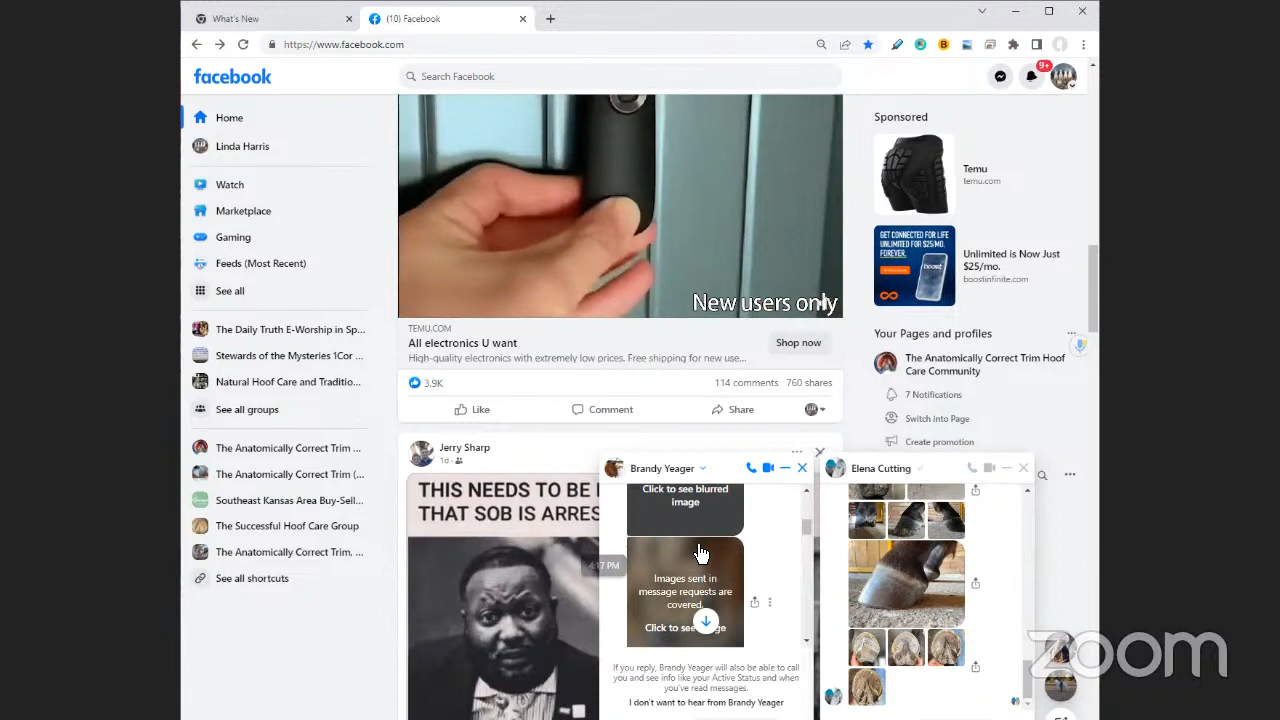 What's New
(10) Facebook
https://www.facebook.com
facebook
Search Facebook
9+
Home
Linda Harris
Watch
Marketplace
Gaming
Feeds (Most Recent)
See all
The Daily Truth E-Worship in Sp...
Stewards of the Mysteries 1Cor ...
Natural Hoof Care and Traditio...
See all groups
The Anatomically Correct Trim ...
The Anatomically Correct Trim (...
Southeast Kansas Area Buy-Sell...
The Successful Hoof Care Group
The Anatomically Correct Trim, ...
See all shortcuts
New users only
TEMU.COM
All electronics U want
High-quality electronics with extremely low prices. Free shipping for new use...
Shop now
3.9K
114 comments 760 shares
Like
Comment
Share
Jerry Sharp
1d
THIS NEEDS TO BE
THAT SOB IS ARRES
4:17 PM
Brandy Yeager
Click to see blurred
image
Images sent in
message requests are
covered.
Click to see
If you reply, Brandy Yeager will also be able to call
you and see info like your Active Status and when
you've read messages.
I don't want to hear from Brandy Yeager
Elena Cutting
Sponsored
Temu
temu.com
GET CONNECTED FOR LIFE
UNLIMITED FOR $25/MO.
FOREVER.
boost
Unlimited is Now Just
$25/mo.
boostinfinite.com
Your Pages and profiles
The Anatomically Correct Trim Hoof
Care Community
7 Notifications
Switch into Page
Create promotion
zoom